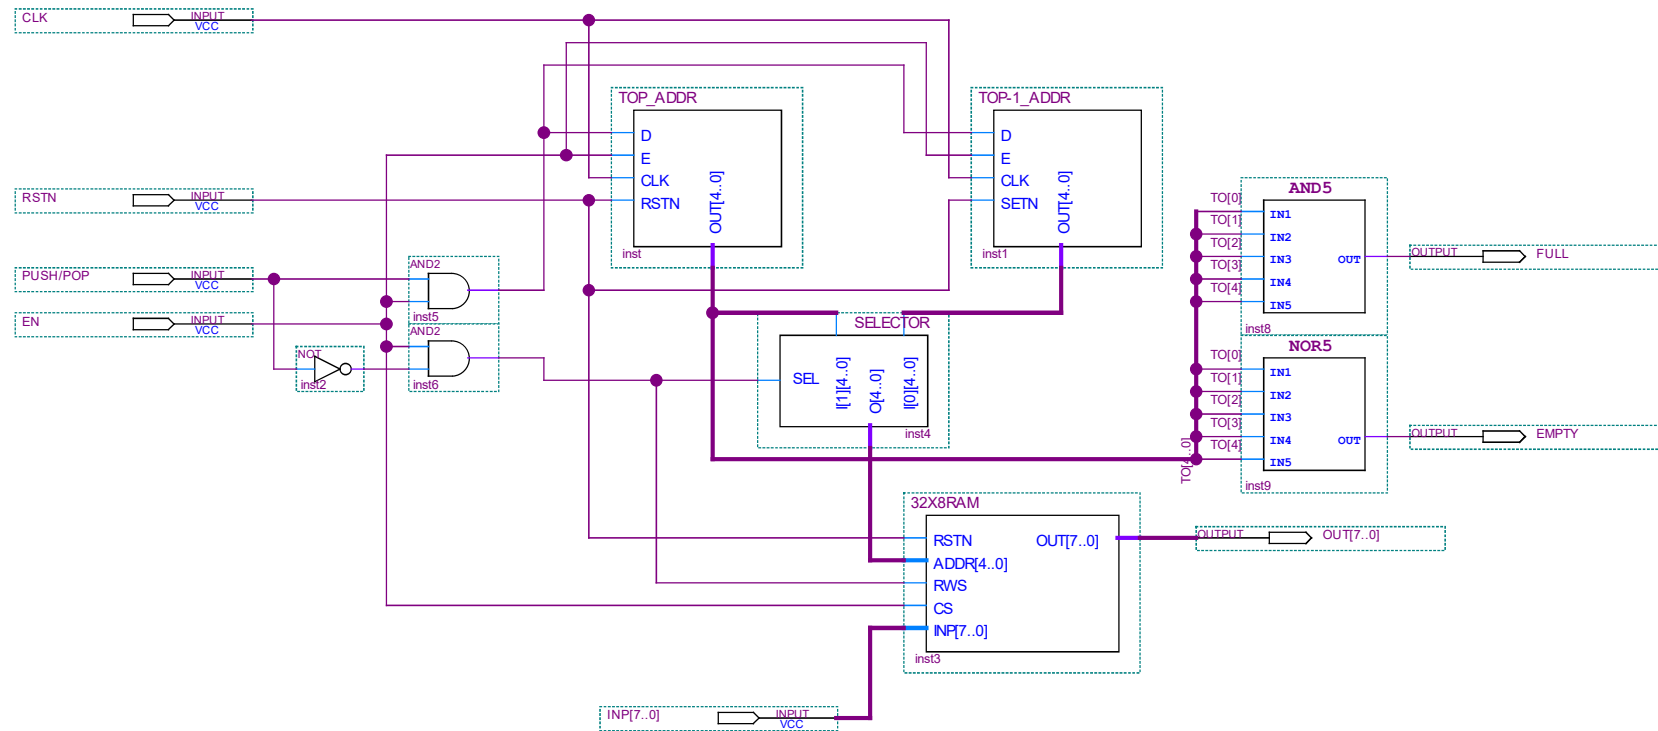 CLK
INPUT
VCC
RSTN
INPUT
VCC
PUSH/POP
INPUT
VCC
EN
INPUT
VCC
NOT
inst2
AND2
inst5
AND2
inst6
TOP_ADDR
D
E
CLK
RSTN
OUT[4..0]
inst
TOP-1_ADDR
D
E
CLK
SETN
OUT[4..0]
inst1
SELECTOR
SEL
I[1][4..0]
O[4..0]
I[0][4..0]
inst4
TO[4..0]
AND5
TO[0]
IN1
TO[1]
IN2
TO[2]
IN3
OUT
TO[3]
IN4
TO[4]
IN5
inst8
OUTPUT
FULL
NOR5
TO[0]
IN1
TO[1]
IN2
TO[2]
IN3
TO[3]
IN4
OUT
TO[4]
IN5
inst9
OUTPUT
EMPTY
32X8RAM
RSTN
OUT[7..0]
ADDR[4..0]
RWS
CS
INP[7..0]
inst3
OUTPUT
OUT[7..0]
INP[7..0]
INPUT
VCC